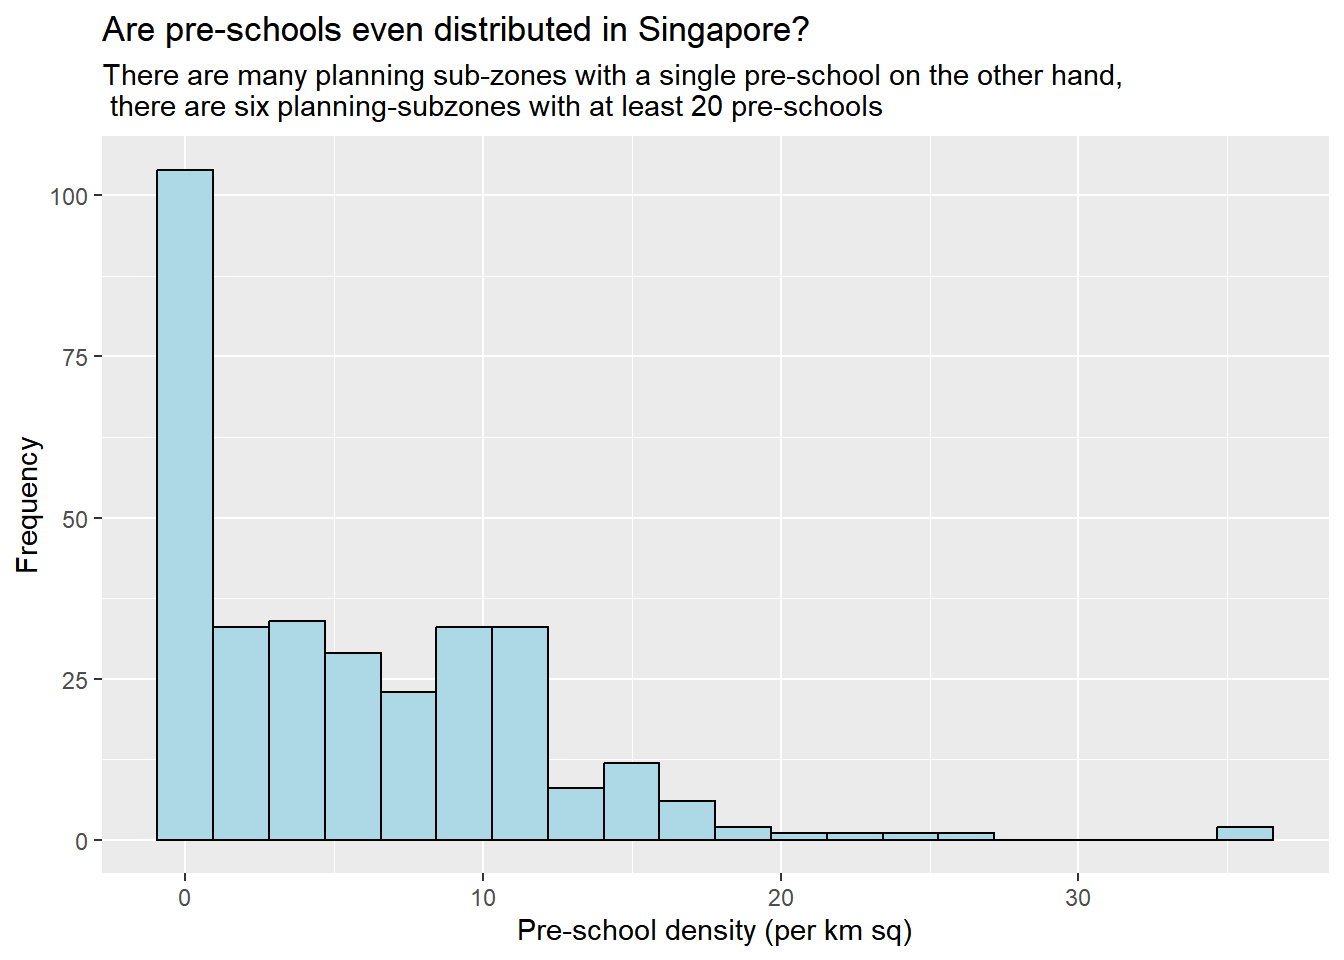 Are pre-schools even distributed in Singapore?
There are many planning sub-zones with a single pre-school on the other hand,
there are six planning-subzones with at least 20 pre-schools
100
75
50
25
0
Frequency
0 10 20 30
Pre-school density (per km sq)